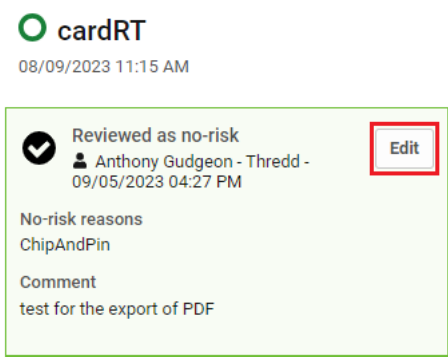 cardRT
08/09/2023 11:15 AM
Reviewed as no-risk
Edit
Anthony Gudgeon - Thredd -
09/05/2023 04:27 PM
No-risk reasons
ChipAndPin
Comment
test for the export of PDF